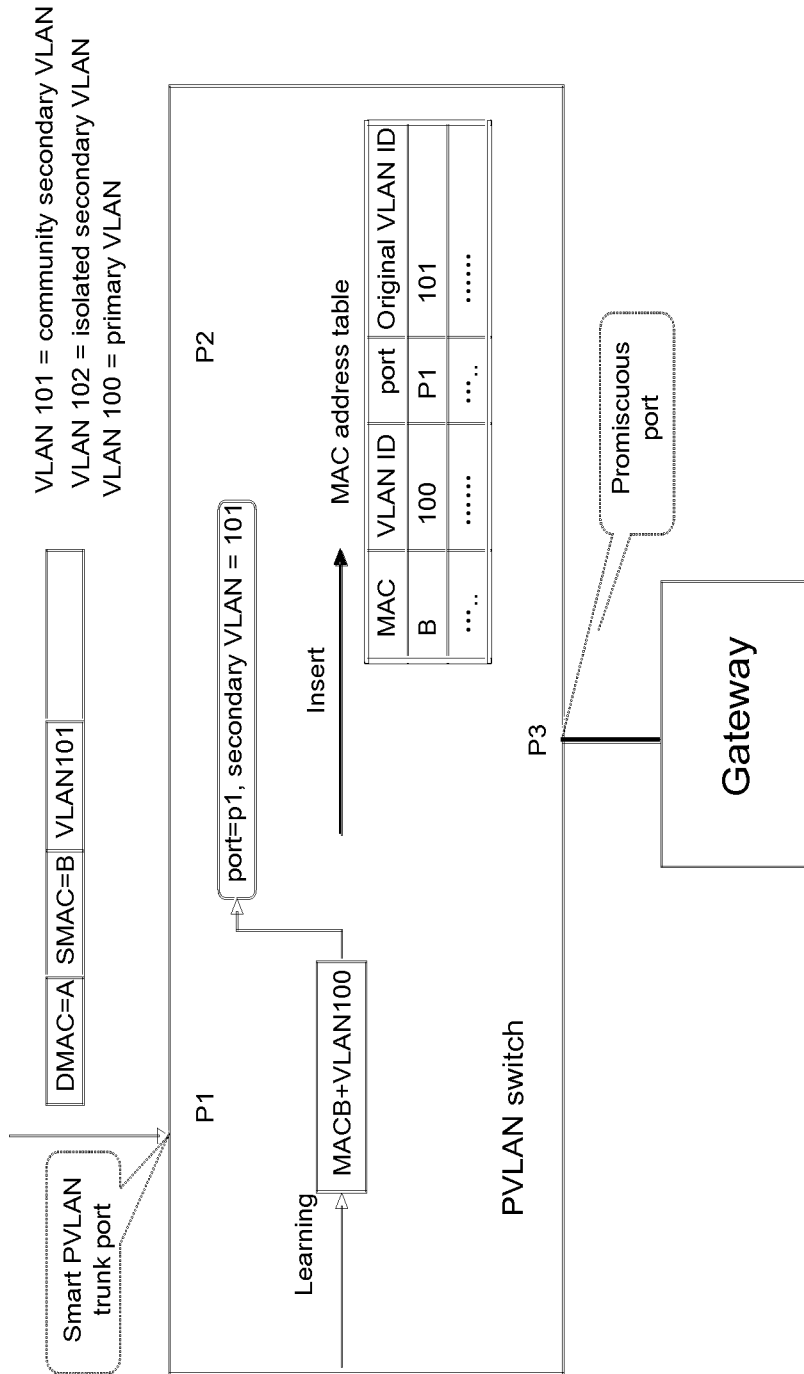 VLAN 101 = community secondary VLAN
VLAN 102 = isolated secondary VLAN
VLAN 100 = primary VLAN
DMAC=A SMAC=B VLAN101
Smart PVLAN
trunk port
P1
P2
Learning
MACB+VLAN100
port=p1, secondary VLAN = 101
Insert
MAC address table
MAC VLAN ID port Original VLAN ID
B 100 P1 101
..... ...... ..... ......
PVLAN switch
P3
Promiscuous
port
Gateway